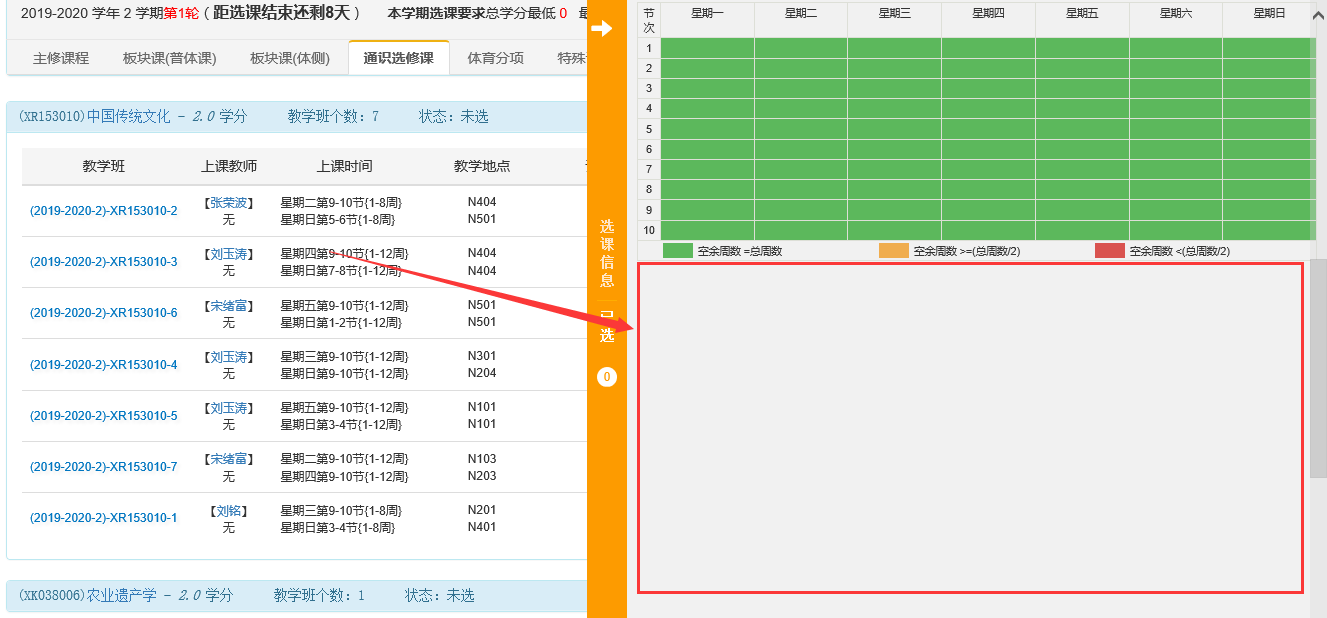 2019-2020 学年 2 学期第1轮（距选课结束还剩8天） 本学期选课要求总学分最低 0
主修课程 板块课(普体课) 板块课(体侧) 通识选修课 体育分项 特殊
(XR153010)中国传统文化 - 2.0 学分 教学班个数: 7 状态: 未选
教学班 上课教师 上课时间 教学地点
(2019-2020-2)-XR153010-2 【张荣波】 星期二第9-10节{1-8周} N404
无 星期日第5-6节{1-8周} N501
(2019-2020-2)-XR153010-3 【刘玉涛】 星期四第9-10节{1-12周} N404
无 星期日第7-8节{1-12周} N404
(2019-2020-2)-XR153010-6 【宋绪富】 星期五第9-10节{1-12周} N501
无 星期日第1-2节{1-12周} N501
(2019-2020-2)-XR153010-4 【刘玉涛】 星期三第9-10节{1-12周} N301
无 星期日第9-10节{1-12周} N204
(2019-2020-2)-XR153010-5 【刘玉涛】 星期五第9-10节{1-12周} N101
无 星期日第3-4节{1-12周} N101
(2019-2020-2)-XR153010-7 【宋绪富】 星期二第9-10节{1-12周} N103
无 星期四第9-10节{1-12周} N203
(2019-2020-2)-XR153010-1 【刘铭】 星期三第9-10节{1-8周} N201
无 星期日第3-4节{1-8周} N401
(XK038006)农业遗产学 - 2.0 学分 教学班个数: 1 状态: 未选
选课信息
已选
0
节次 星期一 星期二 星期三 星期四 星期五 星期六 星期日
1
2
3
4
5
6
7
8
9
10
空余周数 =总周数 空余周数 >=(总周数/2) 空余周数 <(总周数/2)